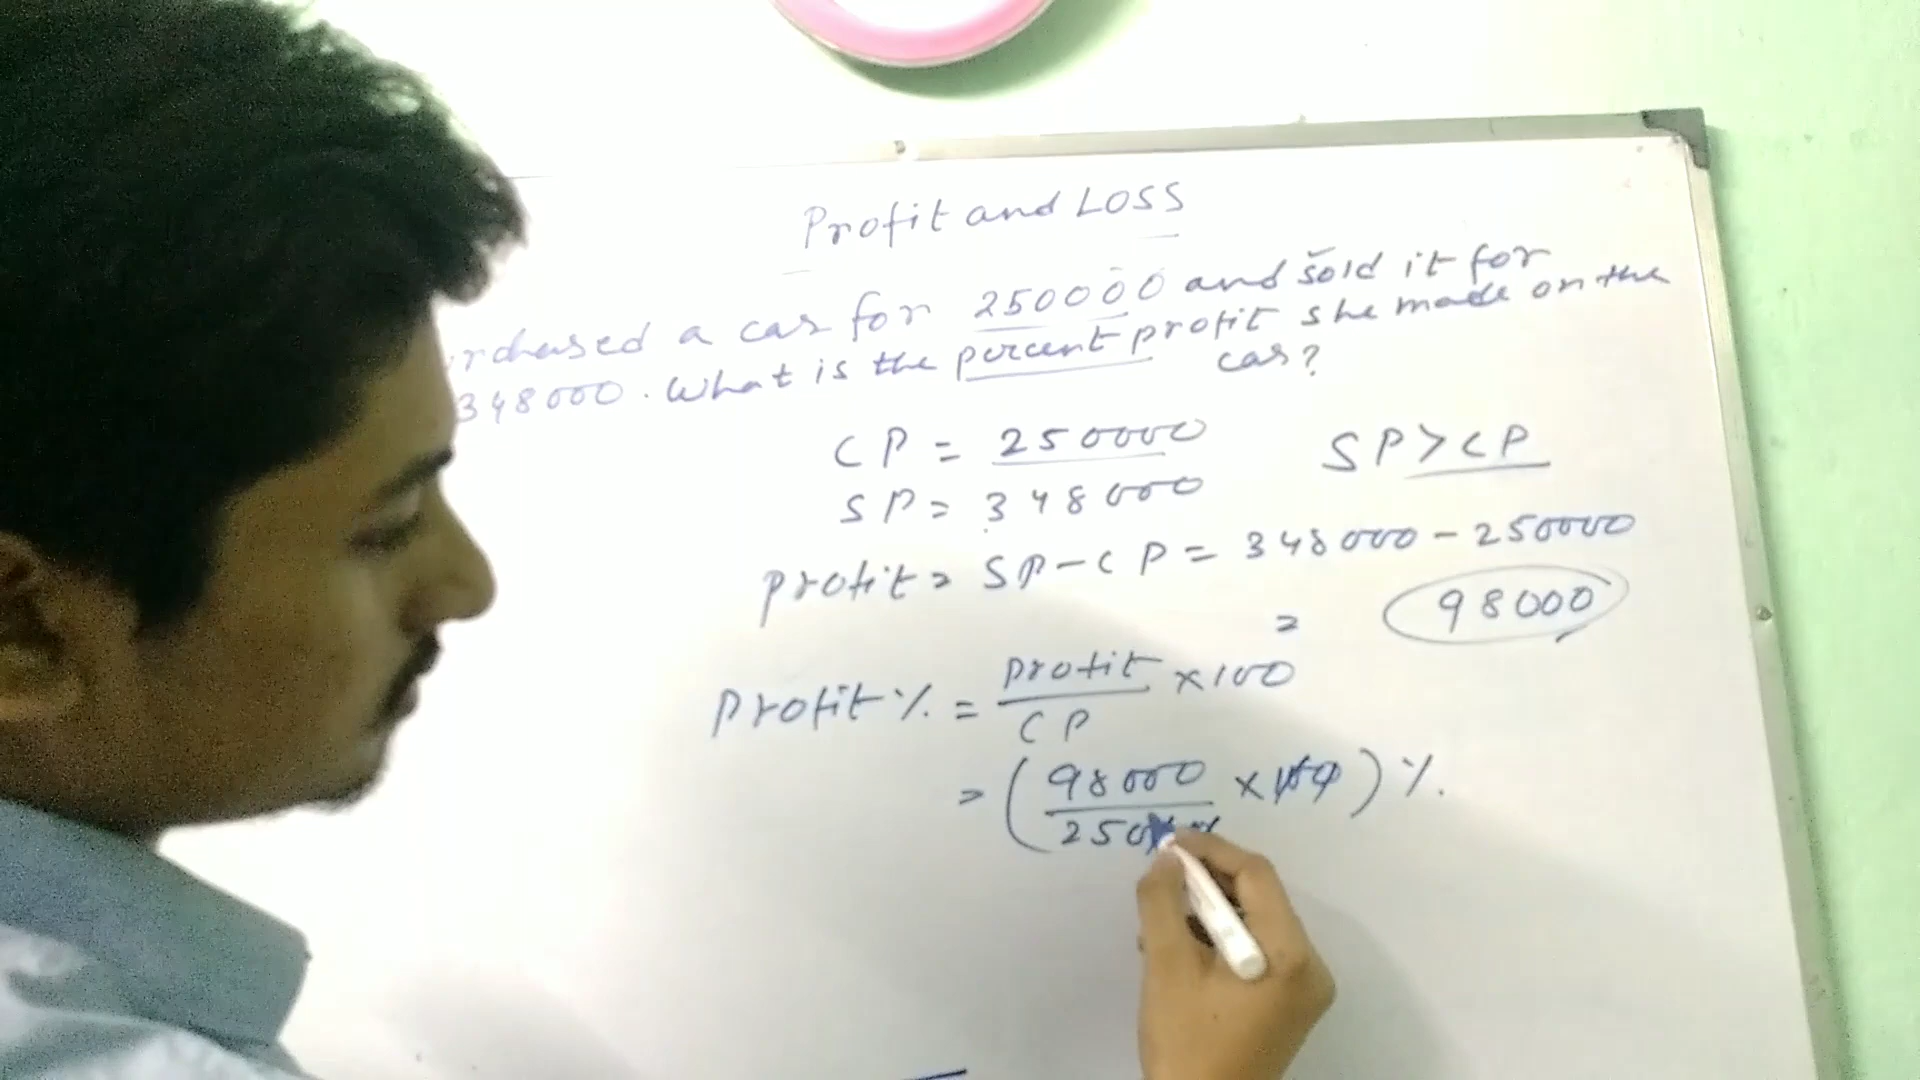 Profit and Loss
rchased a car for 250000 and sold it for
348000. What is the percent profit she made on the
car?
CP = 250000
SP > CP
SP = 348000
profit = SP - CP = 348000 - 250000
= 98000
profit % = profit/CP × 100
= (98000/25000 × 100) %.